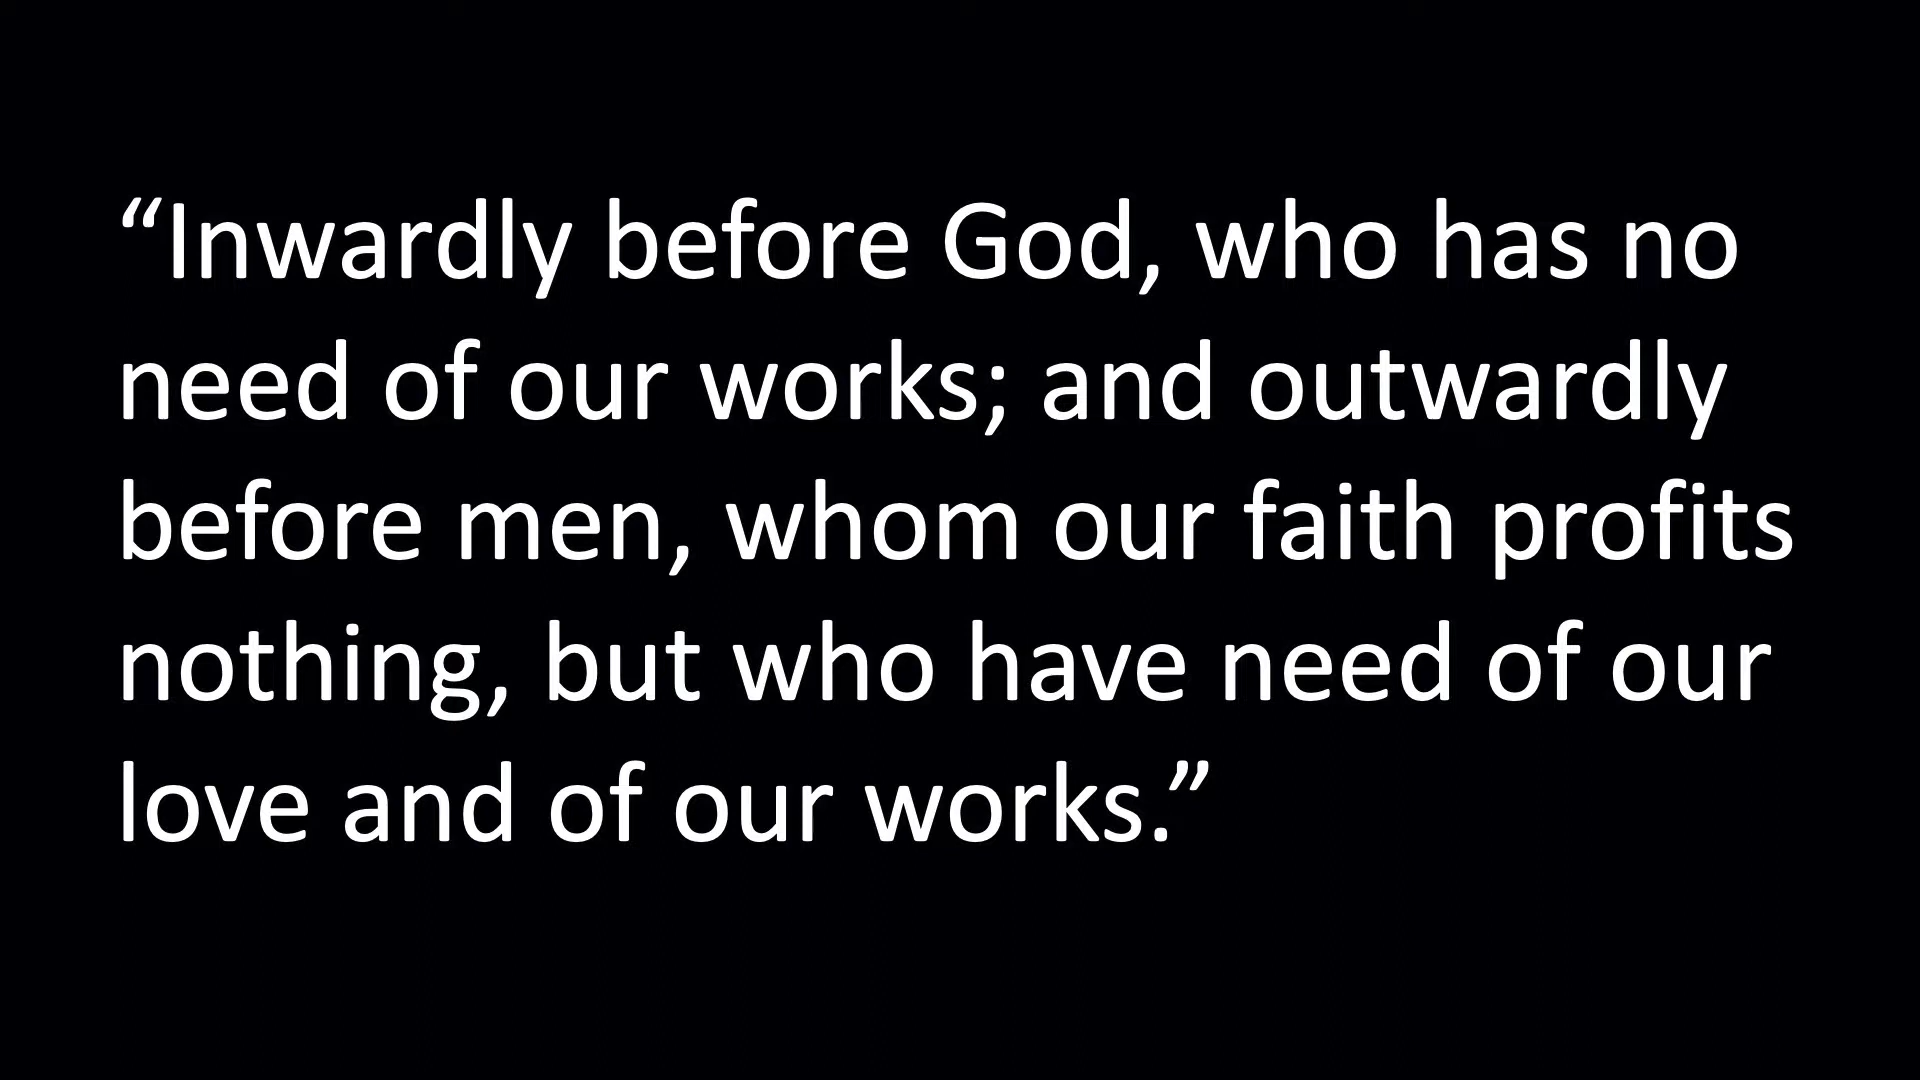 “Inwardly before God, who has no
need of our works; and outwardly
before men, whom our faith profits
nothing, but who have need of our
love and of our works.”